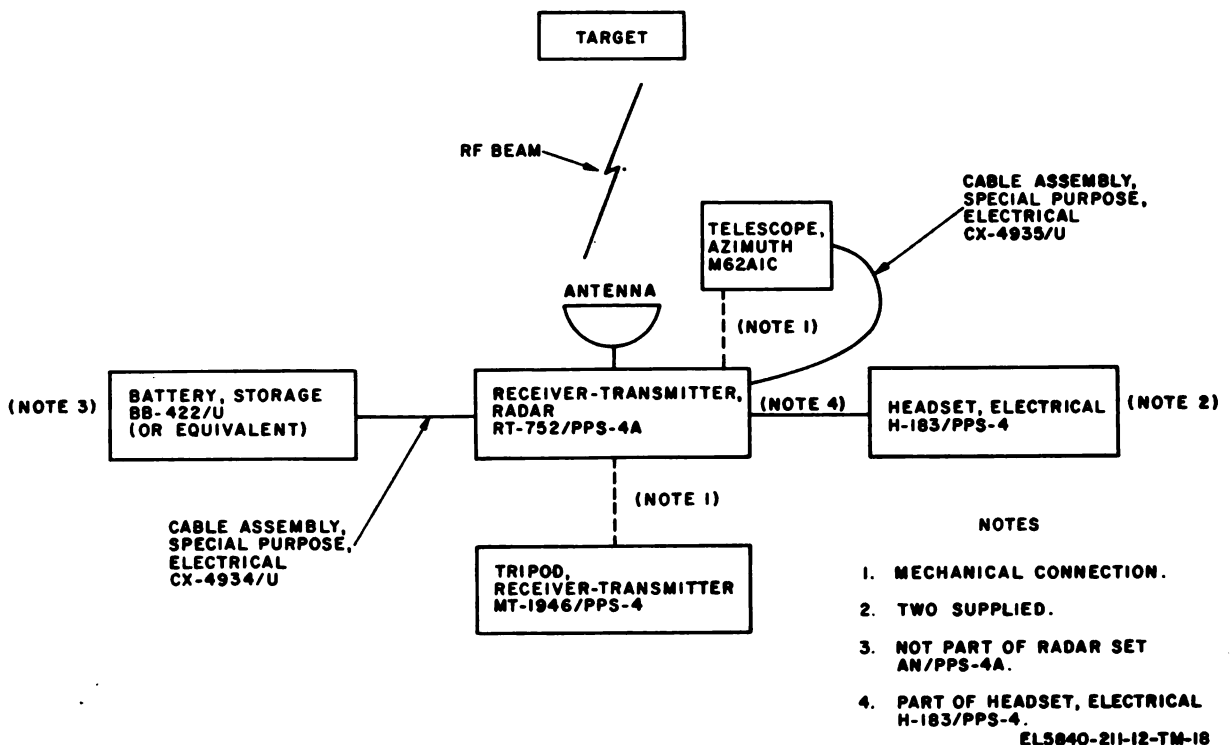 TARGET
RF BEAM
CABLE ASSEMBLY,
SPECIAL PURPOSE,
ELECTRICAL
CX-4935/U
TELESCOPE,
AZIMUTH
M62A1C
ANTENNA
(NOTE 1)
(NOTE 3)
BATTERY, STORAGE
BB-422/U
(OR EQUIVALENT)
RECEIVER-TRANSMITTER,
RADAR
RT-752/PPS-4A
(NOTE 4)
HEADSET, ELECTRICAL
H-183/PPS-4
(NOTE 2)
(NOTE 1)
CABLE ASSEMBLY,
SPECIAL PURPOSE,
ELECTRICAL
CX-4934/U
TRIPOD,
RECEIVER-TRANSMITTER
MT-1946/PPS-4
NOTES
1. MECHANICAL CONNECTION.
2. TWO SUPPLIED.
3. NOT PART OF RADAR SET
AN/PPS-4A.
4. PART OF HEADSET, ELECTRICAL
H-183/PPS-4.
EL5840-211-12-TM-18